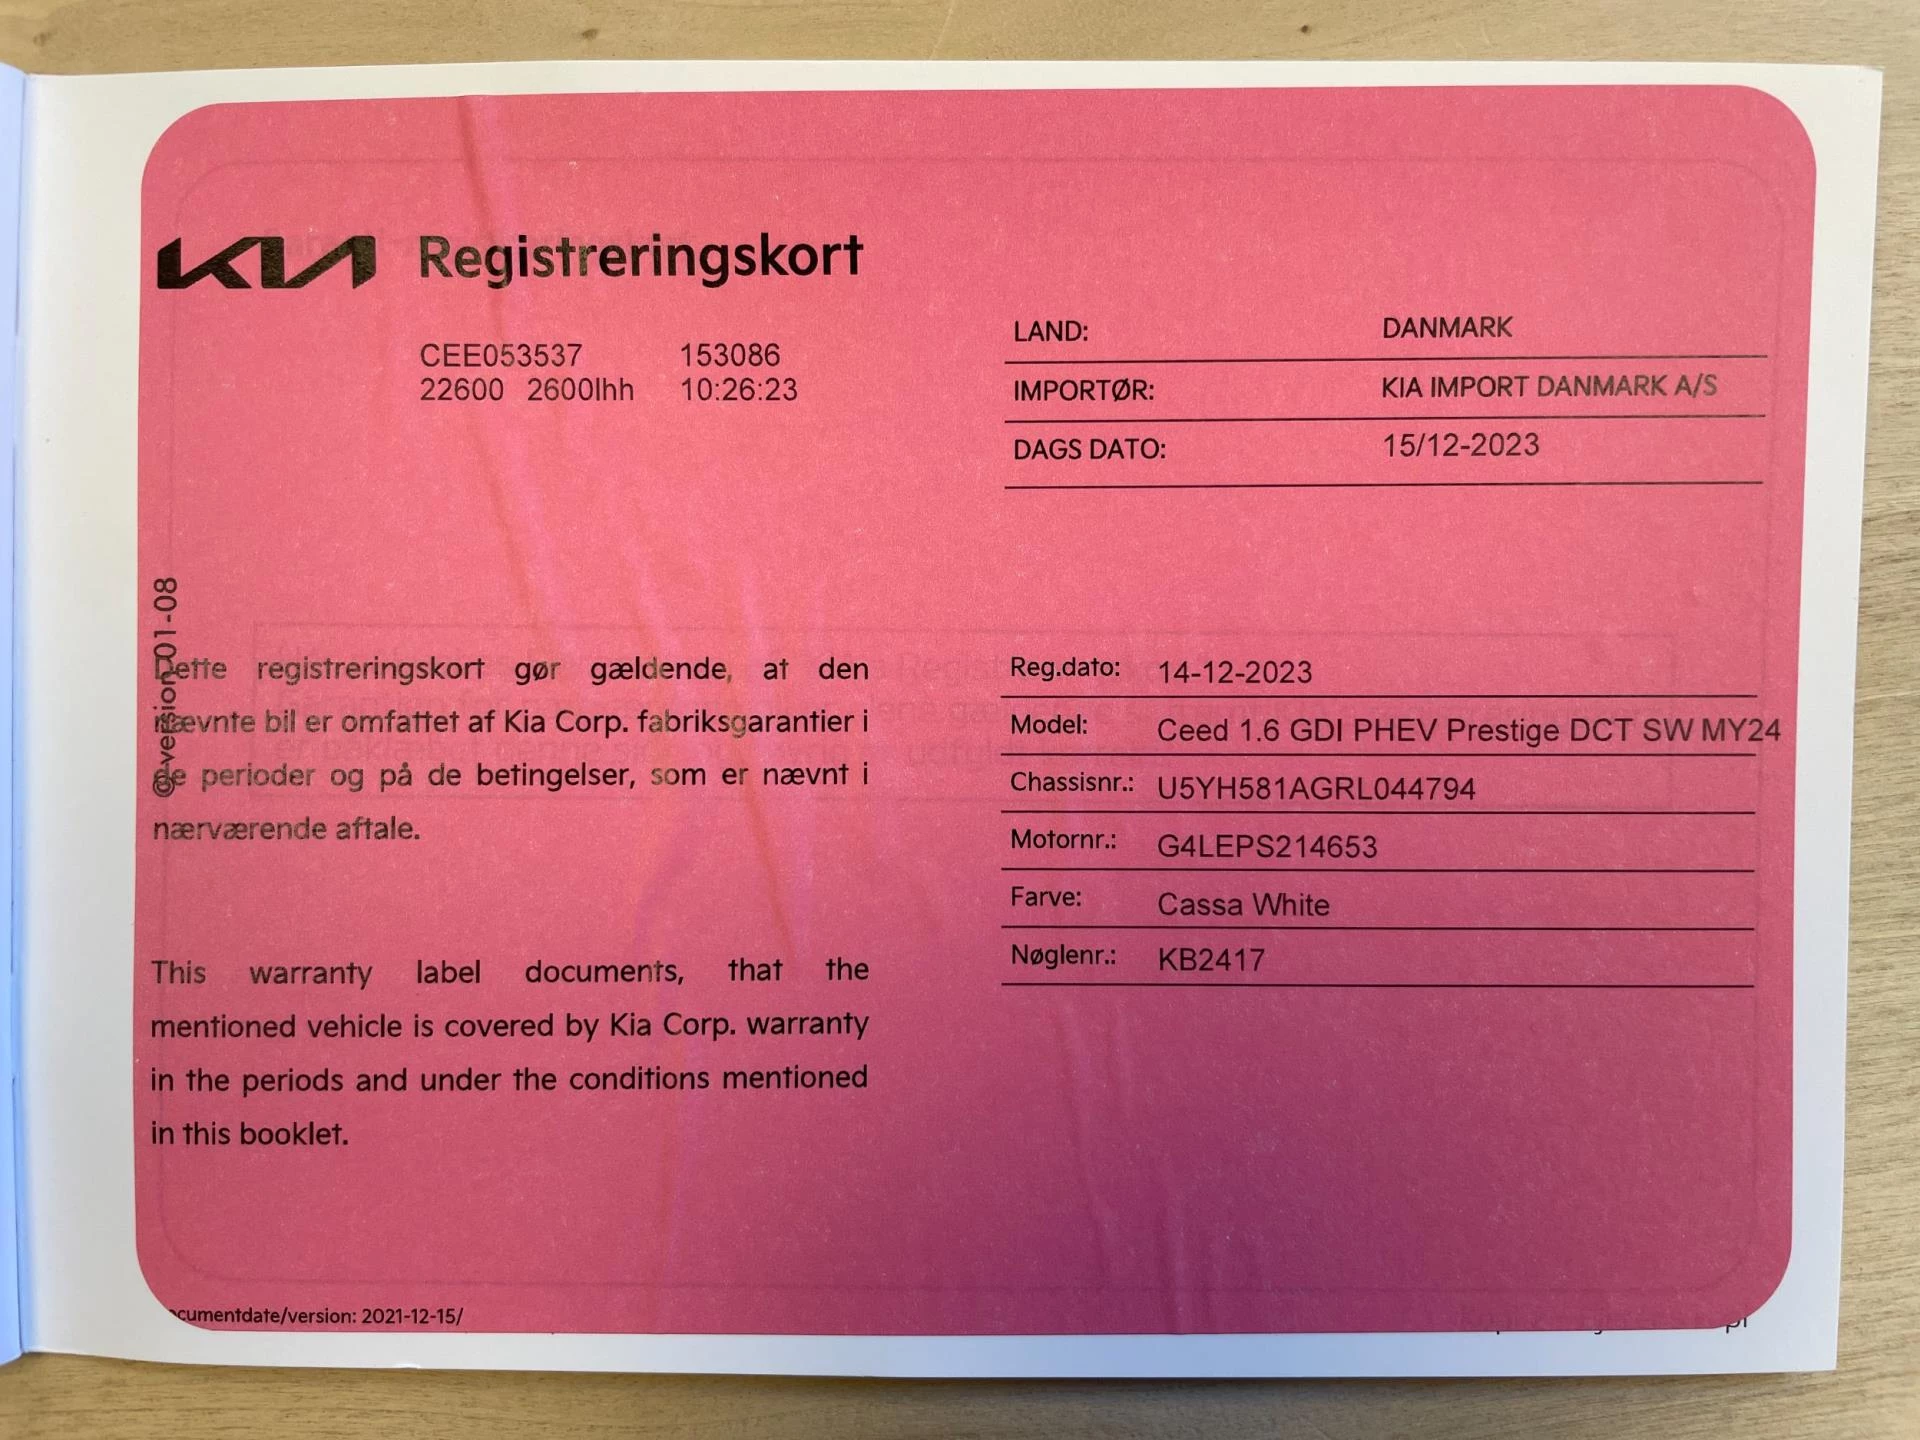 KIA Registreringskort
CEE053537 153086
22600 2600lhh 10:26:23
LAND: DANMARK
IMPORTØR: KIA IMPORT DANMARK A/S
DAGS DATO: 15/12-2023
©-version 01-08
Dette registreringskort gør gældende, at den
nævnte bil er omfattet af Kia Corp. fabriksgarantier i
de perioder og på de betingelser, som er nævnt i
nærværende aftale.
This warranty label documents, that the
mentioned vehicle is covered by Kia Corp. warranty
in the periods and under the conditions mentioned
in this booklet.
Reg.dato: 14-12-2023
Model: Ceed 1.6 GDI PHEV Prestige DCT SW MY24
Chassisnr.: U5YH581AGRL044794
Motornr.: G4LEPS214653
Farve: Cassa White
Nøglenr.: KB2417
cumentdate/version: 2021-12-15/